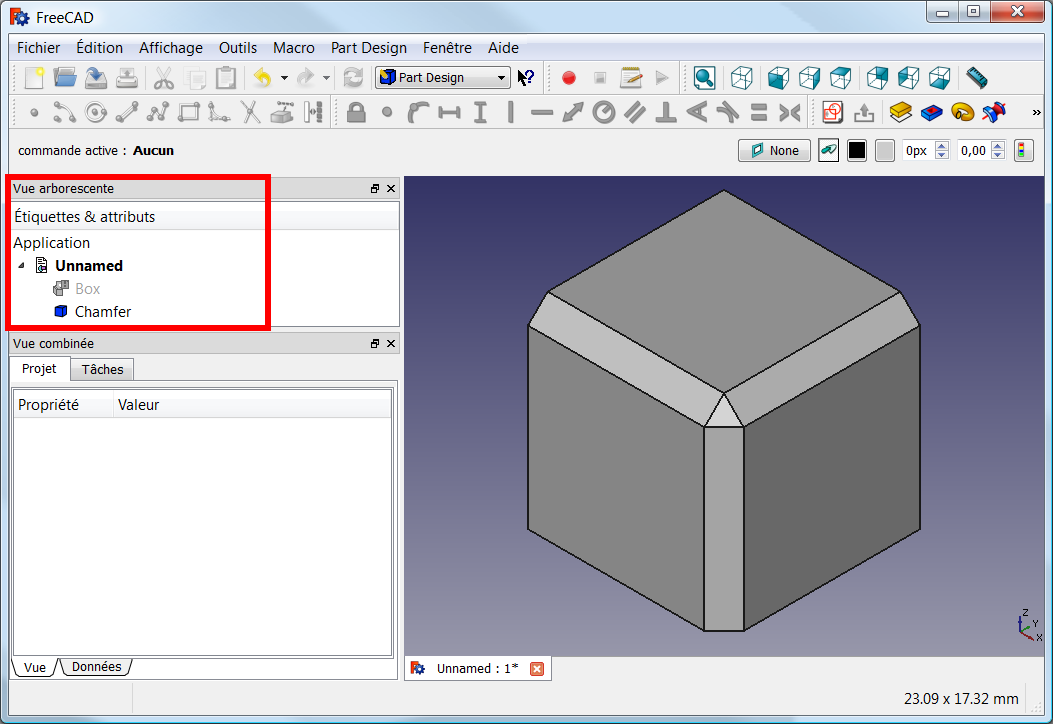 FreeCAD
Fichier Édition Affichage Outils Macro Part Design Fenêtre Aide
Part Design
commande active : Aucun
None
0px
0,00
Vue arborescente
Étiquettes & attributs
Application
Unnamed
Box
Chamfer
Vue combinée
Projet Tâches
Propriété Valeur
Vue Données
Z
Y
X
Unnamed : 1*
23.09 x 17.32 mm